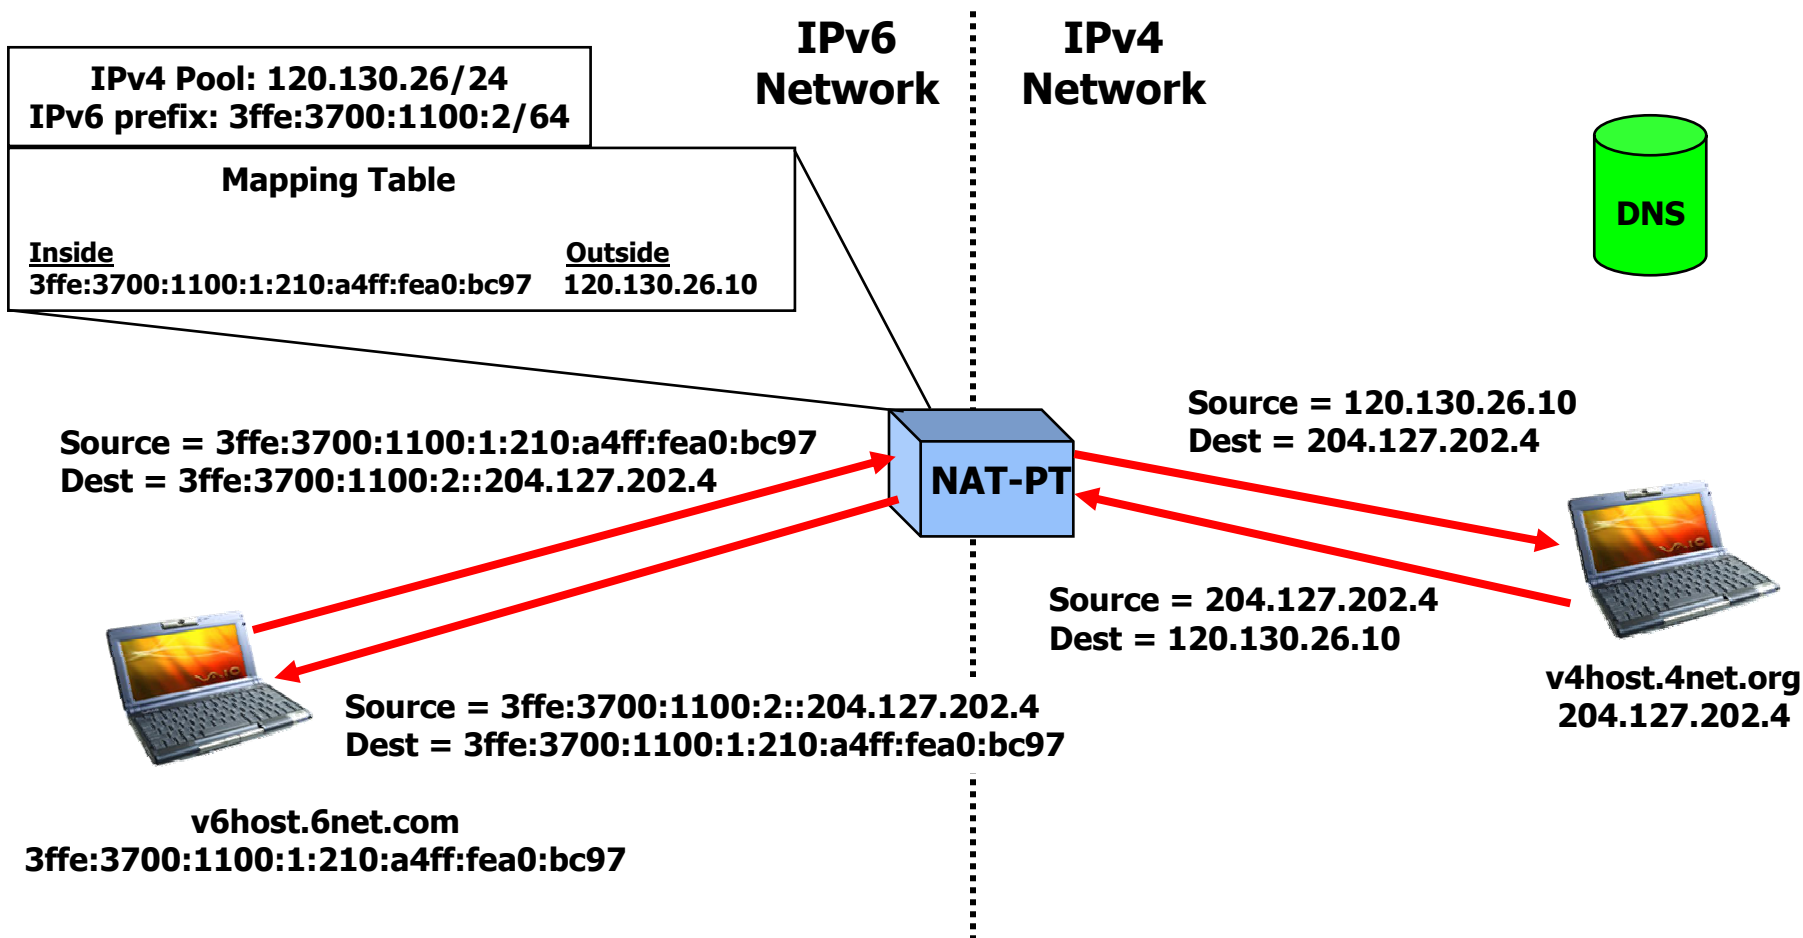 IPv6
Network
IPv4
Network
IPv4 Pool: 120.130.26/24
IPv6 prefix: 3ffe:3700:1100:2/64
Mapping Table
Inside Outside
3ffe:3700:1100:1:210:a4ff:fea0:bc97 120.130.26.10
DNS
Source = 3ffe:3700:1100:1:210:a4ff:fea0:bc97
Dest = 3ffe:3700:1100:2::204.127.202.4
NAT-PT
Source = 120.130.26.10
Dest = 204.127.202.4
Source = 204.127.202.4
Dest = 120.130.26.10
v4host.4net.org
204.127.202.4
Source = 3ffe:3700:1100:2::204.127.202.4
Dest = 3ffe:3700:1100:1:210:a4ff:fea0:bc97
v6host.6net.com
3ffe:3700:1100:1:210:a4ff:fea0:bc97